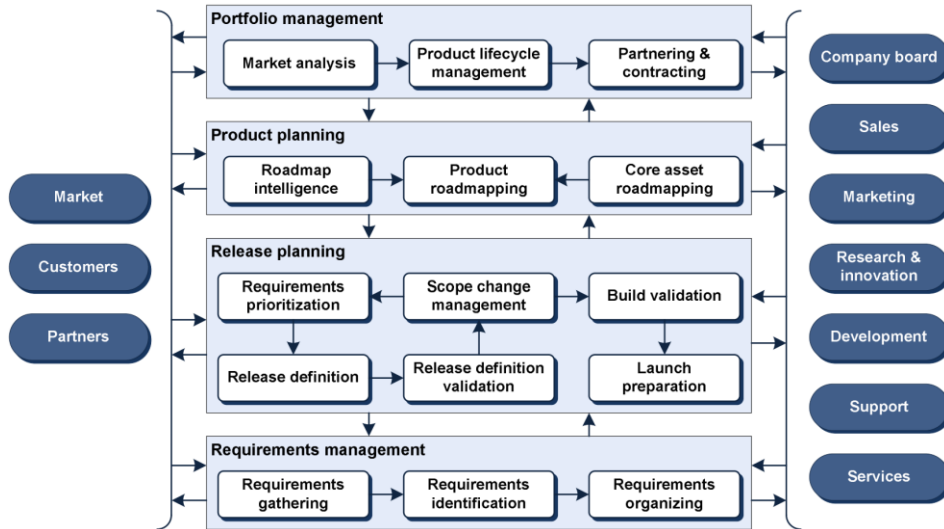 Portfolio management
Market analysis
Product lifecycle
management
Partnering &
contracting
Product planning
Roadmap
intelligence
Product
roadmapping
Core asset
roadmapping
Release planning
Requirements
prioritization
Scope change
management
Build validation
Release definition
Release definition
validation
Launch
preparation
Requirements management
Requirements
gathering
Requirements
identification
Requirements
organizing
Market
Customers
Partners
Company board
Sales
Marketing
Research &
innovation
Development
Support
Services